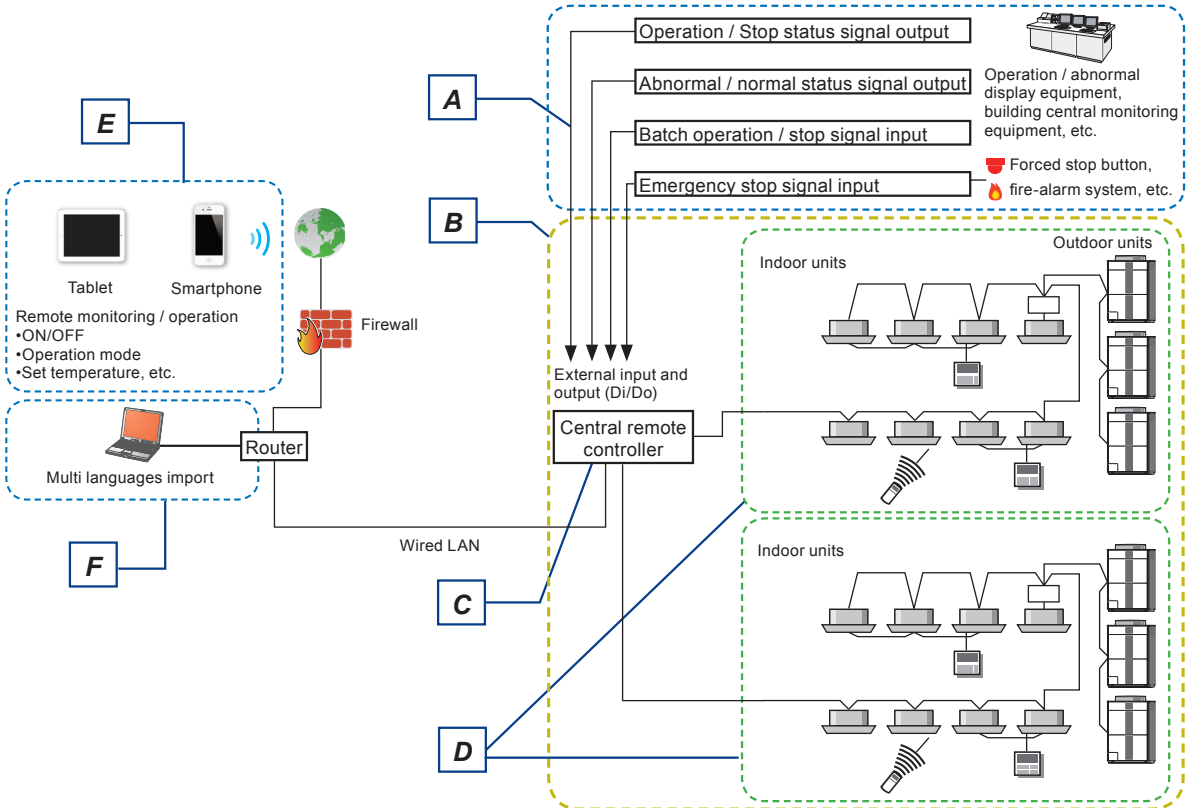 Operation / Stop status signal output
Abnormal / normal status signal output
Batch operation / stop signal input
Emergency stop signal input
Operation / abnormal
display equipment,
building central monitoring
equipment, etc.
Forced stop button,
fire-alarm system, etc.
A
E
B
Tablet
Smartphone
Remote monitoring / operation
•ON/OFF
•Operation mode
•Set temperature, etc.
Firewall
Router
Multi languages import
F
Wired LAN
External input and
output (Di/Do)
Central remote
controller
C
D
Indoor units
Outdoor units
Indoor units